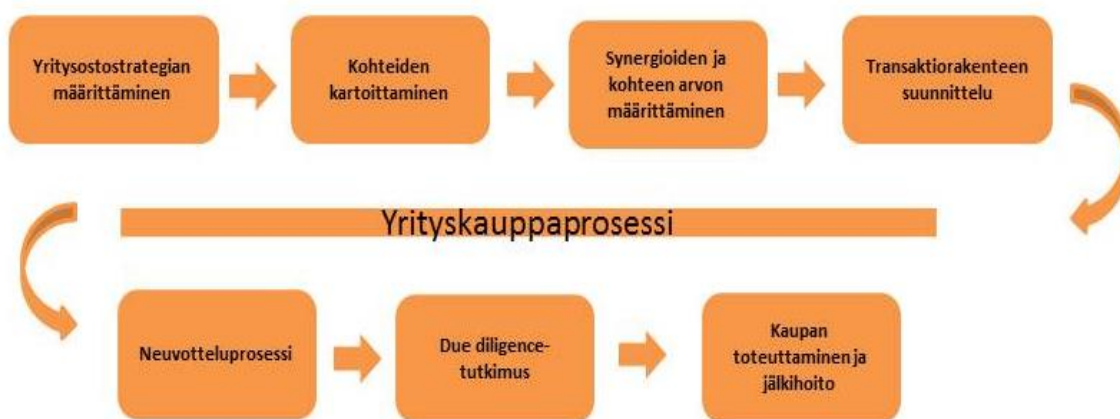 Yritysostostrategian
määrittäminen
Kohteiden
kartoittaminen
Synergioiden ja
kohteen arvon
määrittäminen
Transaktiorakenteen
suunnittelu
Yrityskauppaprosessi
Neuvotteluprosessi
Due diligence-
tutkimus
Kaupan
toteuttaminen ja
jälkihoito